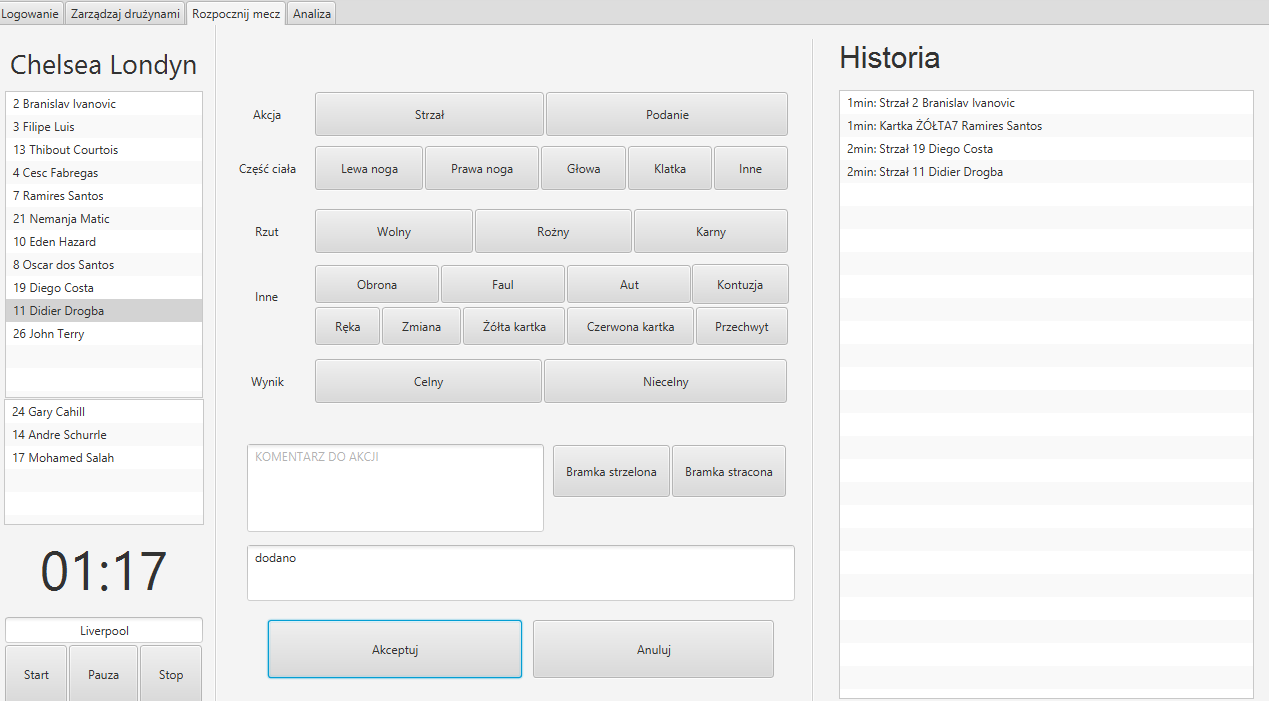 Logowanie
Zarządzaj drużynami
Rozpocznij mecz
Analiza
Chelsea Londyn
2 Branislav Ivanovic
3 Filipe Luis
13 Thibout Courtois
4 Cesc Fabregas
7 Ramires Santos
21 Nemanja Matic
10 Eden Hazard
8 Oscar dos Santos
19 Diego Costa
11 Didier Drogba
26 John Terry
24 Gary Cahill
14 Andre Schurrle
17 Mohamed Salah
01:17
Liverpool
Start
Pauza
Stop
Akcja
Strzał
Podanie
Część ciała
Lewa noga
Prawa noga
Głowa
Klatka
Inne
Rzut
Wolny
Rożny
Karny
Inne
Obrona
Faul
Aut
Kontuzja
Ręka
Zmiana
Żółta kartka
Czerwona kartka
Przechwyt
Wynik
Celny
Niecelny
KOMENTARZ DO AKCJI
Bramka strzelona
Bramka stracona
dodano
Akceptuj
Anuluj
Historia
1min: Strzał 2 Branislav Ivanovic
1min: Kartka ŻÓŁTA7 Ramires Santos
2min: Strzał 19 Diego Costa
2min: Strzał 11 Didier Drogba